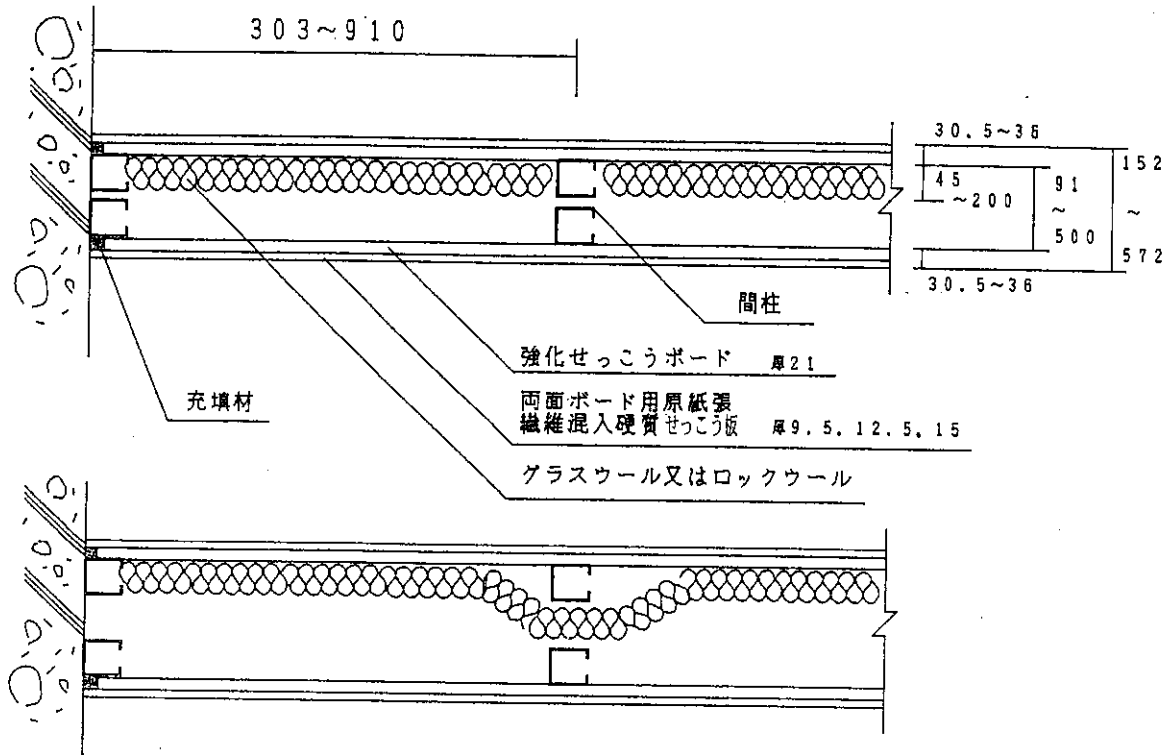 303~910
30.5~36
152
45
91
~200
~
~
500
572
30.5~36
間柱
強化せっこうボード 厚21
充填材
両面ボード用原紙張
繊維混入硬質せっこう板 厚9.5.12.5.15
グラスウール又はロックウール